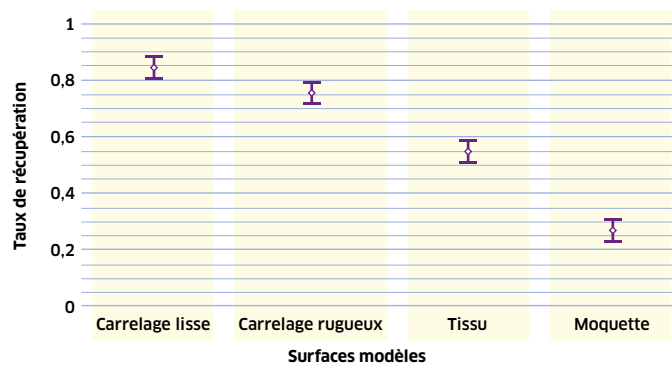 Taux de récupération
1
0,8
0,6
0,4
0,2
0
Carrelage lisse
Carrelage rugueux
Tissu
Moquette
Surfaces modèles